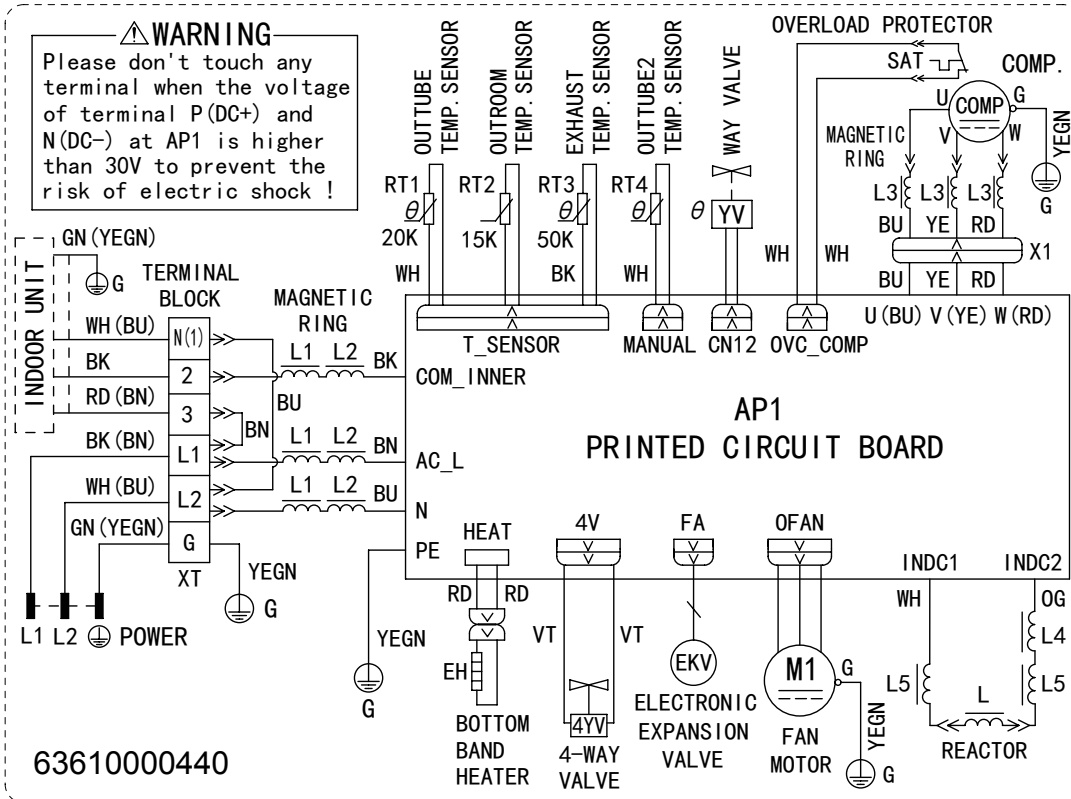 WARNING
Please don't touch any
terminal when the voltage
of terminal P(DC+) and
N(DC-) at AP1 is higher
than 30V to prevent the
risk of electric shock !
OUTTUBE
TEMP. SENSOR
OUTROOM
TEMP. SENSOR
EXHAUST
TEMP. SENSOR
OUTTUBE2
TEMP. SENSOR
WAY VALVE
OVERLOAD PROTECTOR
SAT
COMP.
U
COMP
G
V
W
YEGN
G
MAGNETIC
RING
L3 L3 L3
BU YE RD
X1
BU YE RD
RT1 RT2 RT3 RT4
θ θ θ θ
YV
20K 15K 50K
WH BK WH
WH WH
U(BU) V(YE) W(RD)
T_SENSOR
MANUAL CN12 OVC_COMP
INDOOR UNIT
GN(YEGN)
G
TERMINAL
BLOCK
MAGNETIC
RING
WH(BU)
N(1)
BK
2
L1 L2 BK
COM_INNER
BU
RD(BN)
3
BN
BK(BN)
L1
L1 L2 BN
AC_L
WH(BU)
L2
L1 L2 BU
N
GN(YEGN)
G
XT
YEGN
G
L1 L2 POWER
PE
YEGN
G
AP1
PRINTED CIRCUIT BOARD
HEAT
RD RD
EH
BOTTOM
BAND
HEATER
4V
VT VT
4YV
4-WAY
VALVE
FA
EKV
ELECTRONIC
EXPANSION
VALVE
OFAN
M1
G
YEGN
G
FAN
MOTOR
INDC1 INDC2
WH OG
L4
L5 L L5
REACTOR
63610000440